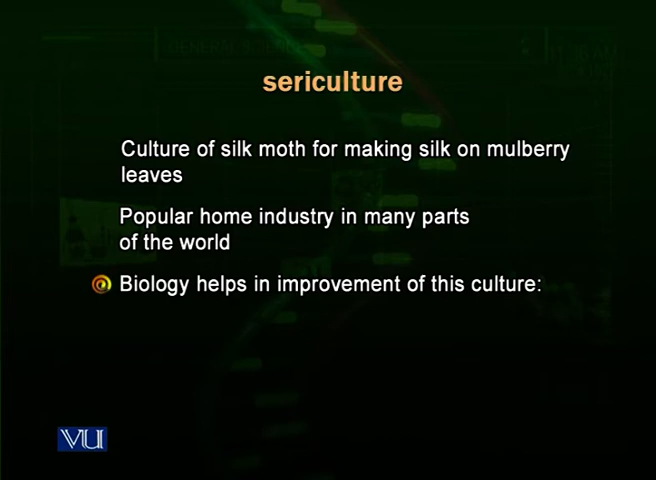 sericulture
Culture of silk moth for making silk on mulberry
leaves
Popular home industry in many parts
of the world
Biology helps in improvement of this culture:
VU